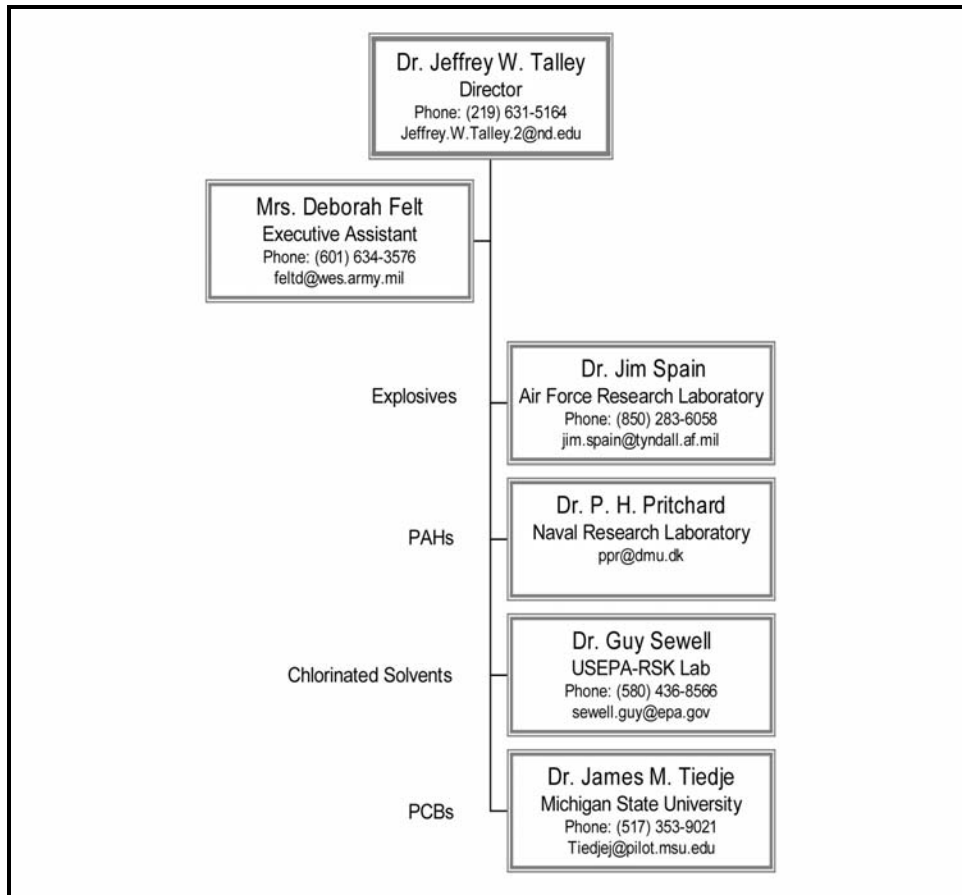 Dr. Jeffrey W. Talley
Director
Phone: (219) 631-5164
Jeffrey.W.Talley.2@nd.edu
Mrs. Deborah Felt
Executive Assistant
Phone: (601) 634-3576
feltd@wes.army.mil
Explosives
Dr. Jim Spain
Air Force Research Laboratory
Phone: (850) 283-6058
jim.spain@tyndall.af.mil
PAHs
Dr. P. H. Pritchard
Naval Research Laboratory
ppr@dmu.dk
Chlorinated Solvents
Dr. Guy Sewell
USEPA-RSK Lab
Phone: (580) 436-8566
sewell.guy@epa.gov
PCBs
Dr. James M. Tiedje
Michigan State University
Phone: (517) 353-9021
Tiedjej@pilot.msu.edu